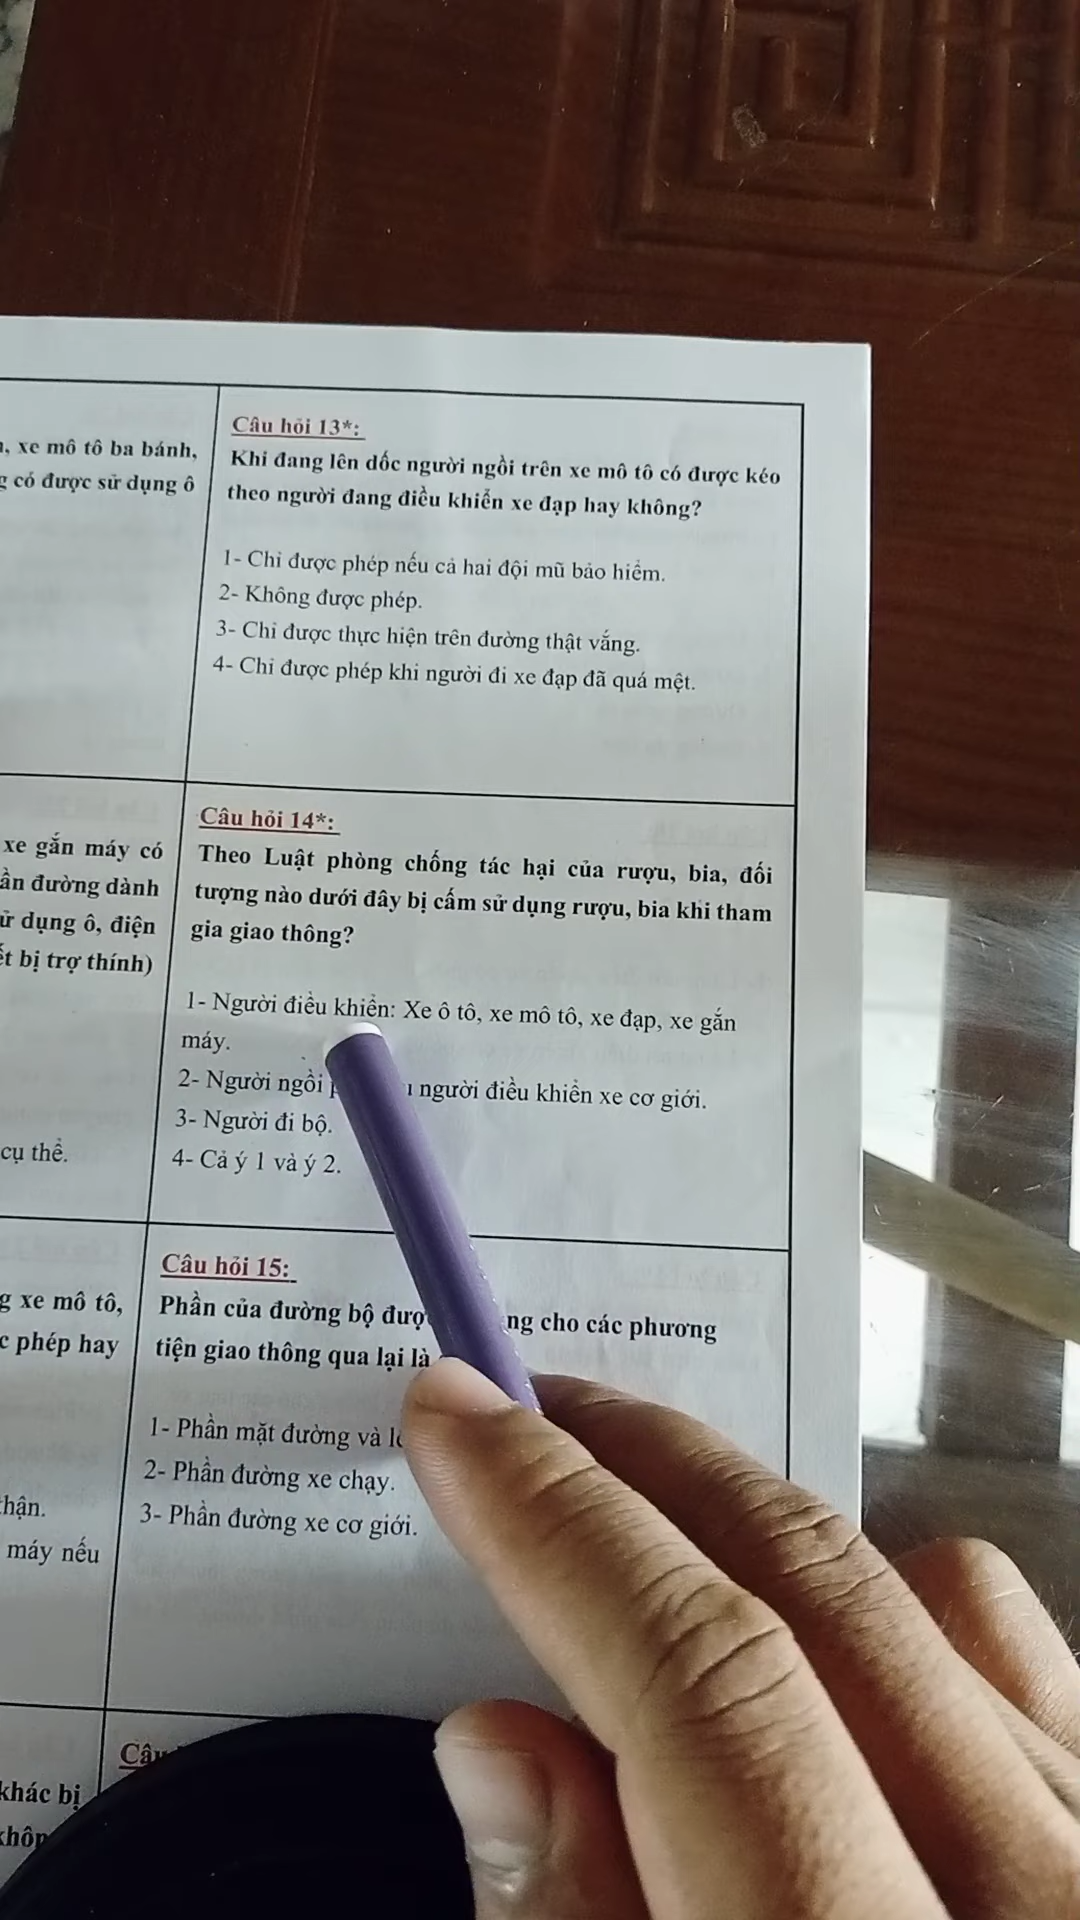 xe mô tô ba bánh,
có được sử dụng ô
Câu hỏi 13*:
Khi đang lên dốc người ngồi trên xe mô tô có được kéo
theo người đang điều khiển xe đạp hay không?
1- Chỉ được phép nếu cả hai đội mũ bảo hiểm.
2- Không được phép.
3- Chỉ được thực hiện trên đường thật vắng.
4- Chỉ được phép khi người đi xe đạp đã quá mệt.
xe gắn máy có
đường dành
dụng ô, điện
bị trợ thính)
cụ thể.
Câu hỏi 14*:
Theo Luật phòng chống tác hại của rượu, bia, đối
tượng nào dưới đây bị cấm sử dụng rượu, bia khi tham
gia giao thông?
1- Người điều khiển: Xe ô tô, xe mô tô, xe đạp, xe gắn
máy.
2- Người ngồi người điều khiển xe cơ giới.
3- Người đi bộ.
4- Cả ý 1 và ý 2.
xe mô tô,
phép hay
máy nếu
Câu hỏi 15:
Phần của đường bộ cho các phương
tiện giao thông qua lại là
1- Phần mặt đường và
2- Phần đường xe chạy.
3- Phần đường xe cơ giới.
khác bị